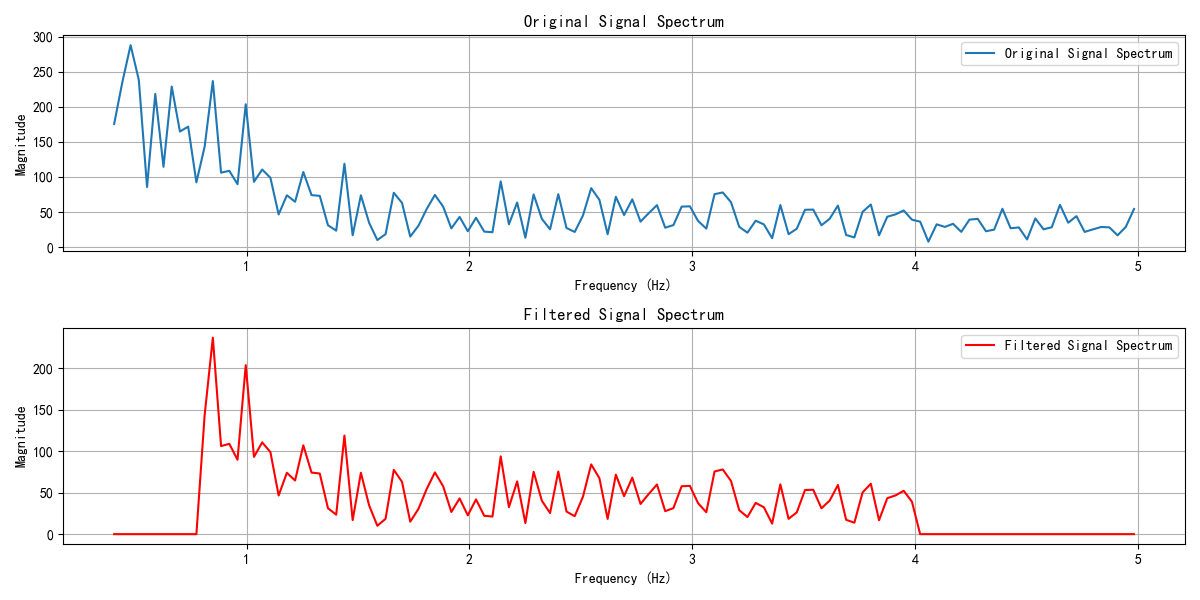 Original Signal Spectrum
Original Signal Spectrum
Magnitude
300
250
200
150
100
50
0
1
2
3
4
5
Frequency (Hz)
Filtered Signal Spectrum
Filtered Signal Spectrum
Magnitude
200
150
100
50
0
1
2
3
4
5
Frequency (Hz)